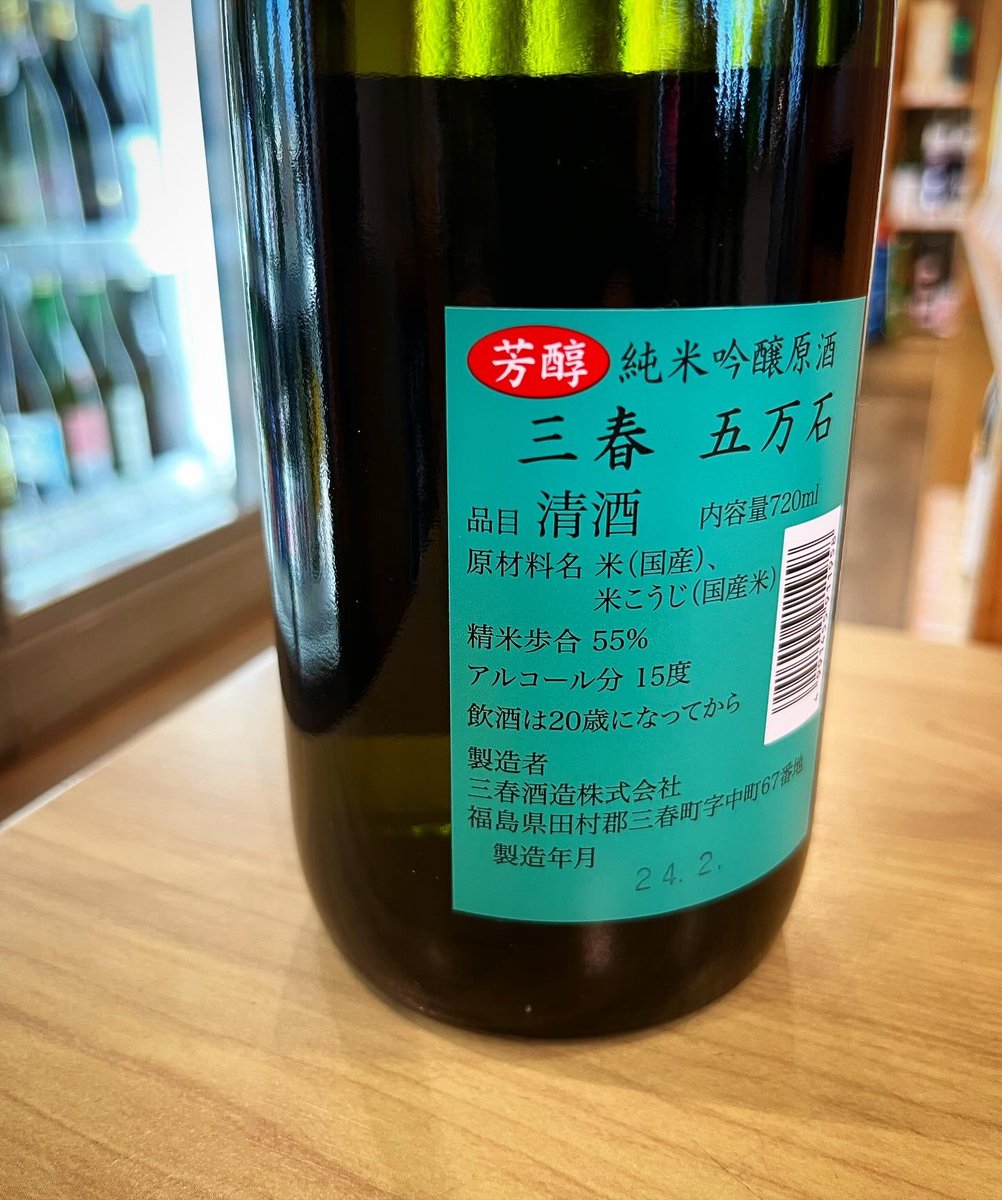 芳醇 純米吟醸原酒
三春 五万石
品目 清酒 内容量720ml
原材料名 米(国産)、
米こうじ(国産米)
精米歩合 55%
アルコール分 15度
飲酒は20歳になってから
製造者
三春酒造株式会社
福島県田村郡三春町字中町67番地
製造年月 24.2.